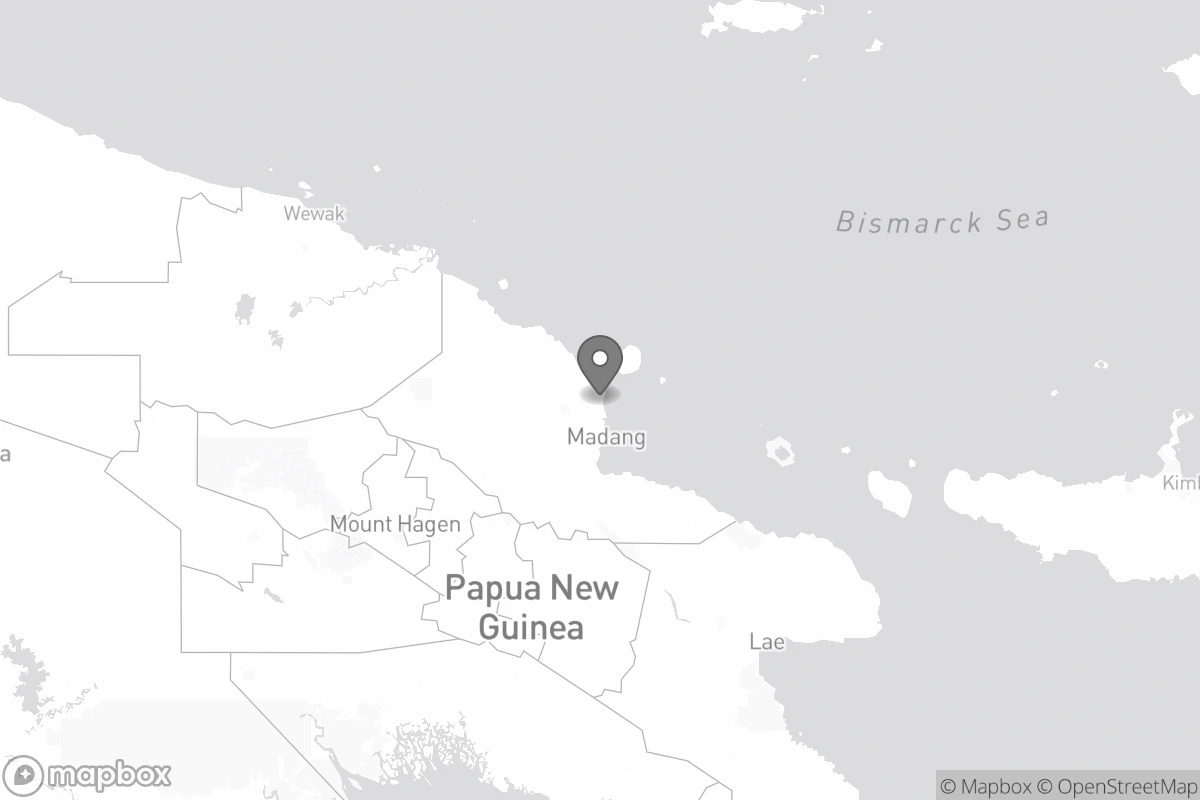 Bismarck Sea
Wewak
Madang
a
Kimb
Mount Hagen
Papua New
Guinea
Lae
mapbox
© Mapbox © OpenStreetMap